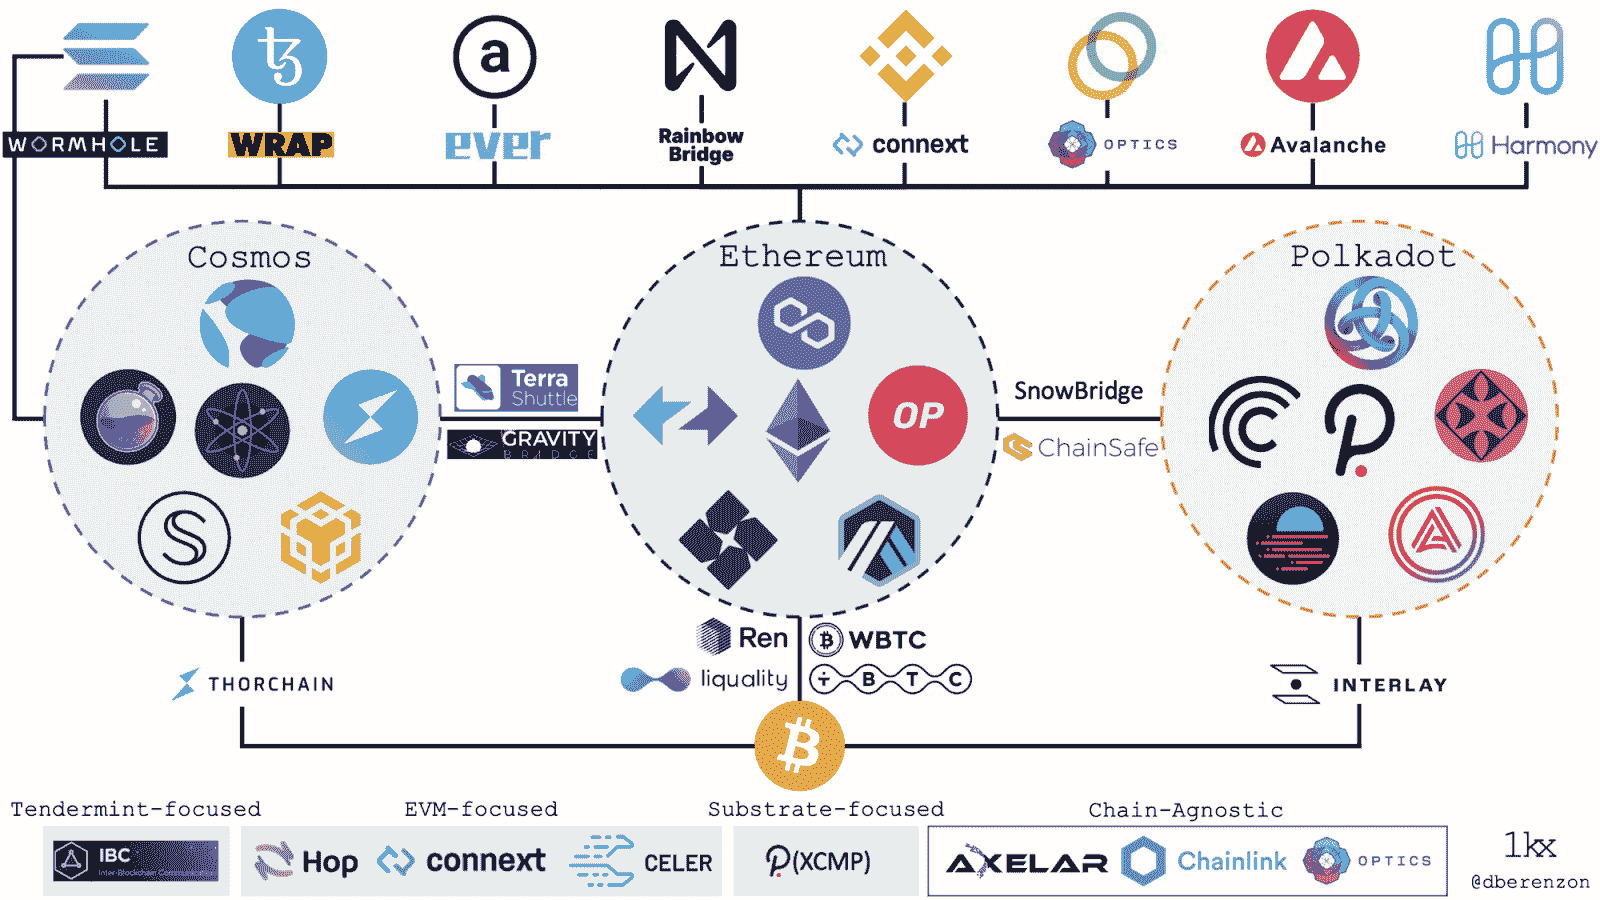 WORMHOLE
WRAP
ever
Rainbow
Bridge
connext
OPTICS
Avalanche
Harmony
a
Cosmos
Ethereum
Polkadot
Terra
Shuttle
GRAVITY
BRIDGE
OP
SnowBridge
ChainSafe
S
Ren
WBTC
liquality
TBTC
THORCHAIN
INTERLAY
Tendermint-focused
EVM-focused
Substrate-focused
Chain-Agnostic
IBC
Inter-Blockchain Communication
Hop
connext
CELER
(XCMP)
AXELAR
Chainlink
OPTICS
1kx
@dberenzon